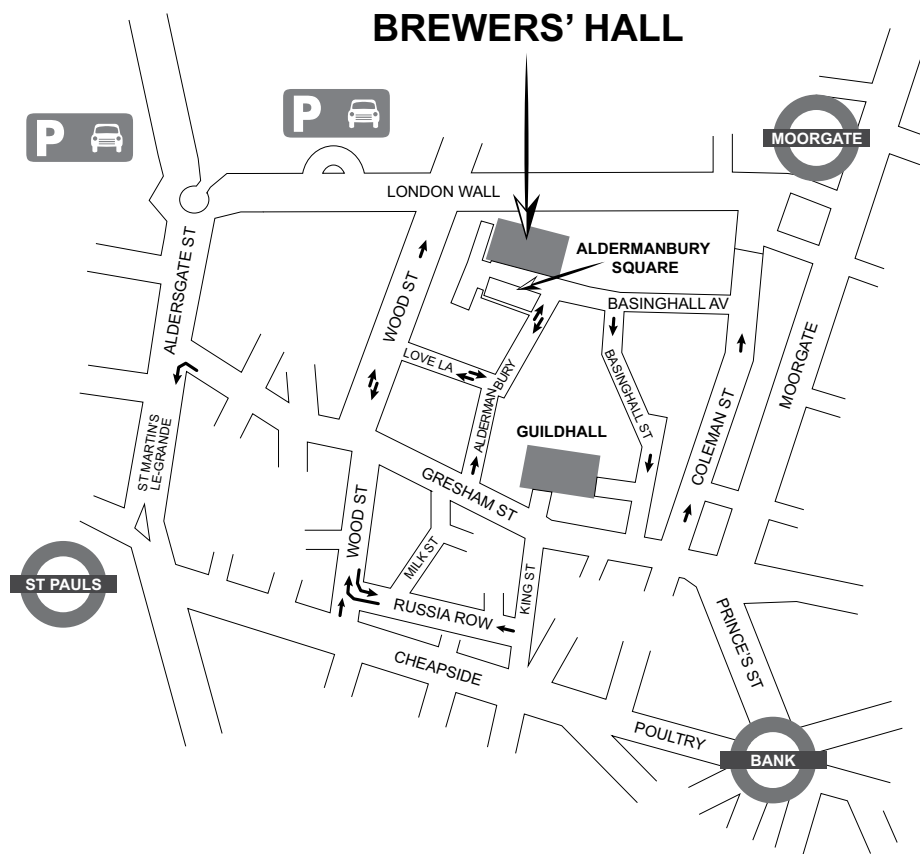 BREWERS’ HALL
P
P
MOORGATE
LONDON WALL
ALDERMANBURY
SQUARE
ALDERSGATE ST
WOOD ST
BASINGHALL AV
MOORGATE
LOVE LA
ALDERMANBURY
BASINGHALL ST
COLEMAN ST
ST MARTIN'S
LE-GRANDE
GUILDHALL
GRESHAM ST
WOOD ST
MILK ST
KING ST
ST PAULS
RUSSIA ROW
CHEAPSIDE
PRINCE'S ST
POULTRY
BANK